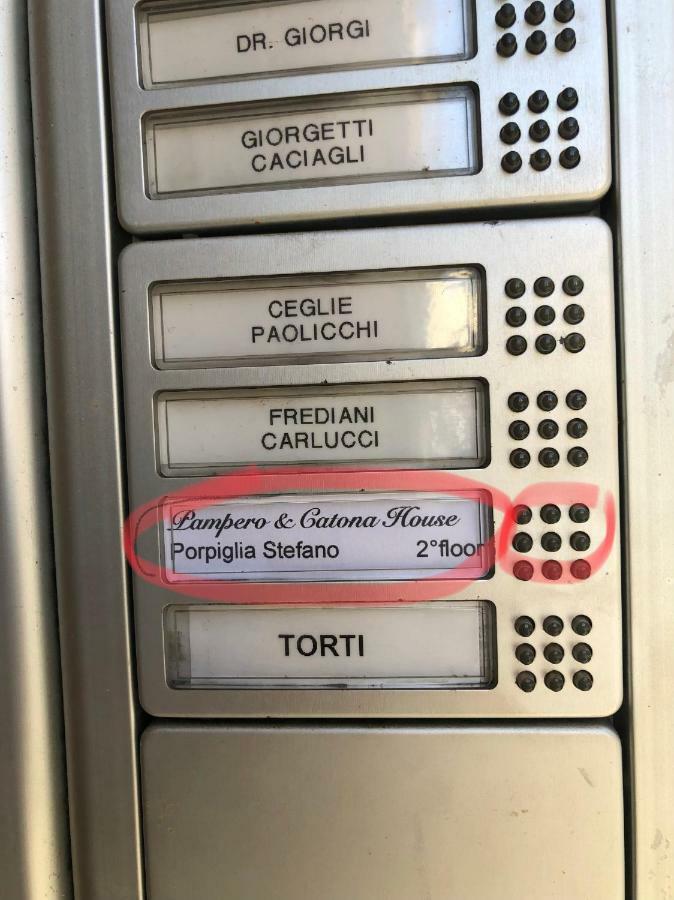 DR. GIORGI
GIORGETTI
CACIAGLI
CEGLIE
PAOLICCHI
FREDIANI
CARLUCCI
Pampero & Catona House
Porpiglia Stefano 2°floor
TORTI